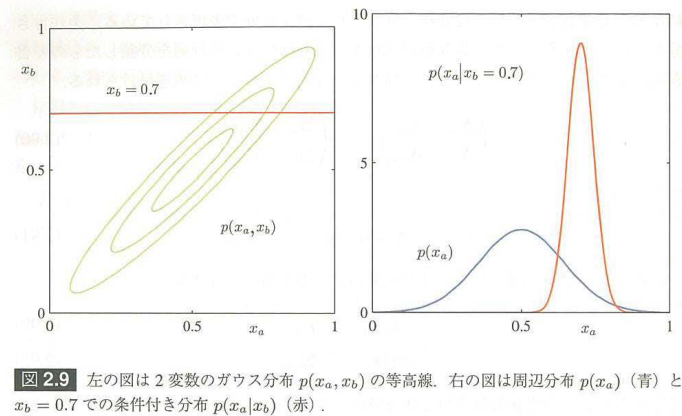 1
x_b
x_b = 0.7
0.5
p(x_a, x_b)
0
0
0.5
x_a
1
10
p(x_a|x_b = 0.7)
5
p(x_a)
0
0
0.5
x_a
1
図 2.9 左の図は 2 変数のガウス分布 p(x_a, x_b) の等高線．右の図は周辺分布 p(x_a)（青）と
x_b = 0.7 での条件付き分布 p(x_a|x_b)（赤）．